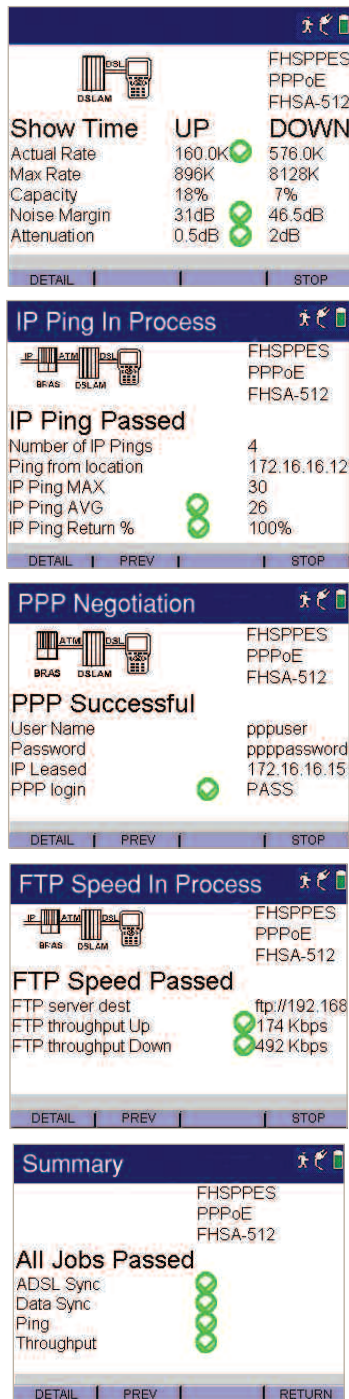 DSL
DSLAM
FHSPPES
PPPoE
FHSA-512
Show Time UP DOWN
Actual Rate 160.0K 576.0K
Max Rate 896K 8128K
Capacity 18% 7%
Noise Margin 31dB 46.5dB
Attenuation 0.5dB 2dB
DETAIL STOP
IP Ping In Process
IP ATM DSL
BRAS DSLAM
FHSPPES
PPPoE
FHSA-512
IP Ping Passed
Number of IP Pings 4
Ping from location 172.16.16.12
IP Ping MAX 30
IP Ping AVG 26
IP Ping Return % 100%
DETAIL PREV STOP
PPP Negotiation
ATM DSL
BRAS DSLAM
FHSPPES
PPPoE
FHSA-512
PPP Successful
User Name pppuser
Password ppppassword
IP Leased 172.16.16.15
PPP login PASS
DETAIL PREV STOP
FTP Speed In Process
IP ATM DSL
BRAS DSLAM
FHSPPES
PPPoE
FHSA-512
FTP Speed Passed
FTP server dest ftp://192.168
FTP throughput Up 174 Kbps
FTP throughput Down 492 Kbps
DETAIL PREV STOP
Summary
FHSPPES
PPPoE
FHSA-512
All Jobs Passed
ADSL Sync
Data Sync
Ping
Throughput
DETAIL PREV RETURN